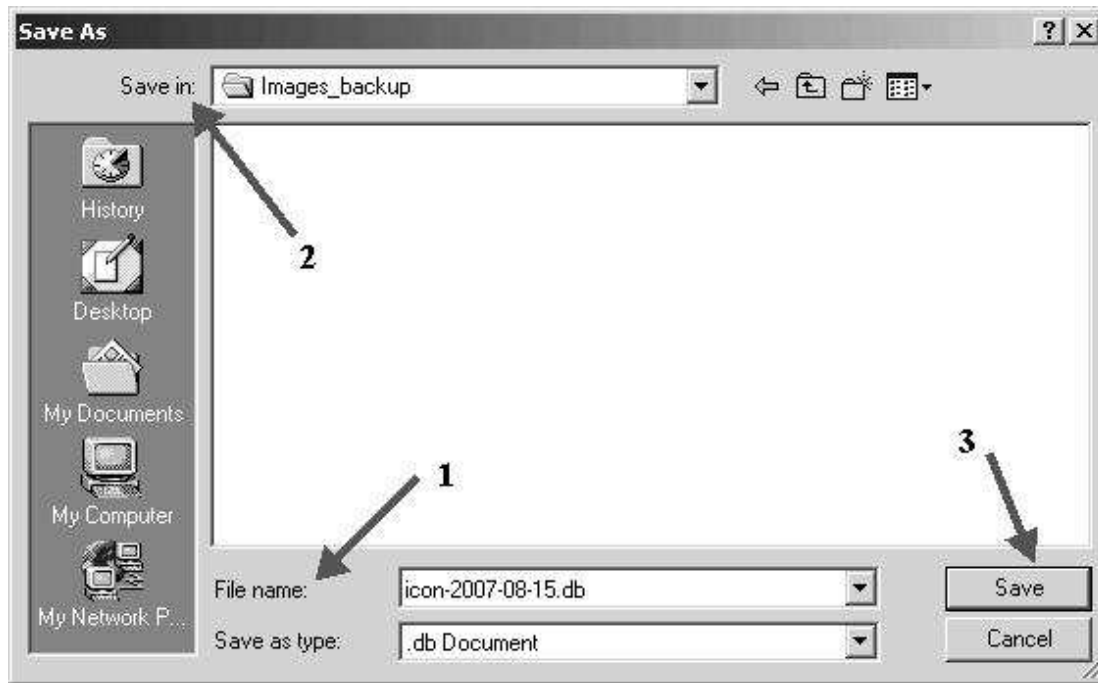 Save As
Save in: Images_backup
History
2
Desktop
My Documents
3
1
My Computer
File name: icon-2007-08-15.db Save
My Network P...
Save as type: .db Document Cancel